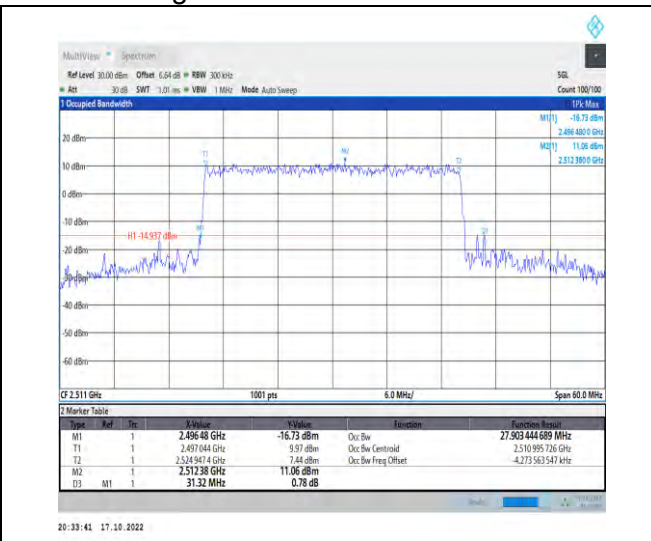 MultiView Spectrum
Ref Level 30.00 dBm Offset 6.64 dB RBW 300 kHz SGL
Att 30 dB SWT 1.01 ms VBW 1 MHz Mode Auto Sweep Count 100/100
1 Occupied Bandwidth 1Pk Max
M1[1] -16.73 dBm
2.496 480 0 GHz
M2[1] 11.06 dBm
2.512 380 0 GHz
20 dBm
T1 M2 T2
10 dBm
0 dBm
-10 dBm
M1
H1 -14.937 dBm
-20 dBm
-30 dBm
-40 dBm
-50 dBm
-60 dBm
CF 2.511 GHz 1001 pts 6.0 MHz/ Span 60.0 MHz
2 Marker Table
Type Ref Trc X-Value Y-Value Function Function Result
M1 1 2.49648 GHz -16.73 dBm Occ Bw 27.903 444 689 MHz
T1 1 2.497044 GHz 9.97 dBm Occ Bw Centroid 2.510 995 726 GHz
T2 1 2.524 947 4 GHz 7.44 dBm Occ Bw Freq Offset -4.273 563 547 kHz
M2 1 2.51238 GHz 11.06 dBm
D3 M1 1 31.32 MHz 0.78 dB
20:33:41 17.10.2022